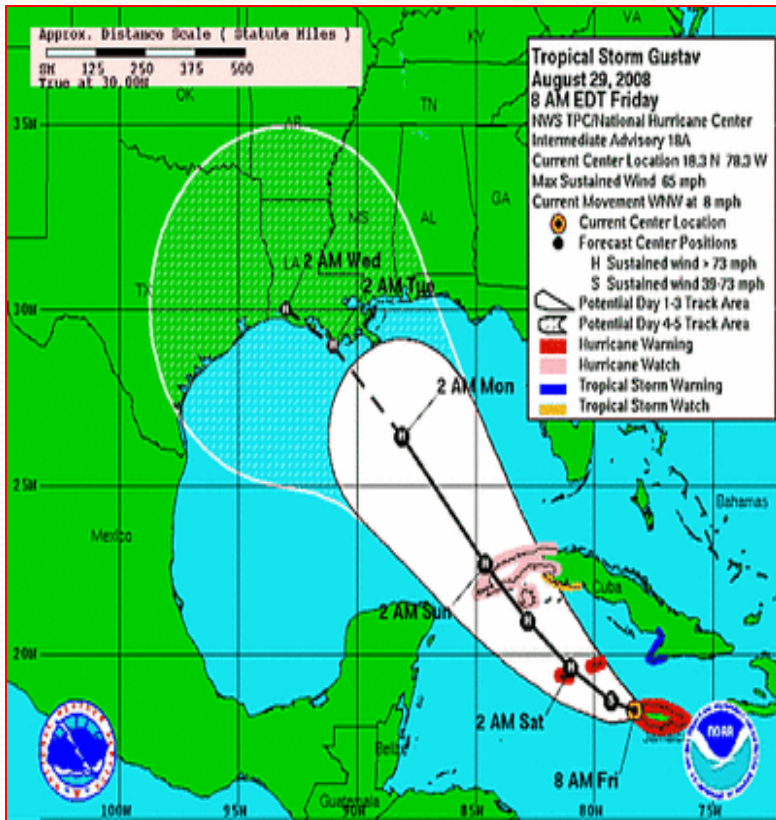 Approx. Distance Scale ( Statute Miles )
SM 125 250 375 500
True at 30.00N
Tropical Storm Gustav
August 29, 2008
8 AM EDT Friday
NWS TPC/National Hurricane Center
Intermediate Advisory 18A
Current Center Location 18.3 N 78.3 W
Max Sustained Wind 65 mph
Current Movement WNW at 8 mph
Current Center Location
Forecast Center Positions
H Sustained wind > 73 mph
S Sustained wind 39-73 mph
Potential Day 1-3 Track Area
Potential Day 4-5 Track Area
Hurricane Warning
Hurricane Watch
Tropical Storm Warning
Tropical Storm Watch
VA
KY
OK
TN
AR
35N
MS
AL
GA
LA
2 AM Wed
TX
2 AM Tue
30N
2 AM Mon
25N
Bahamas
Mexico
Cuba
2 AM Sun
20N
2 AM Sat
NOAA
8 AM Fri
Belize
Guatemala
100W 95W 90W 85W 80W 75W